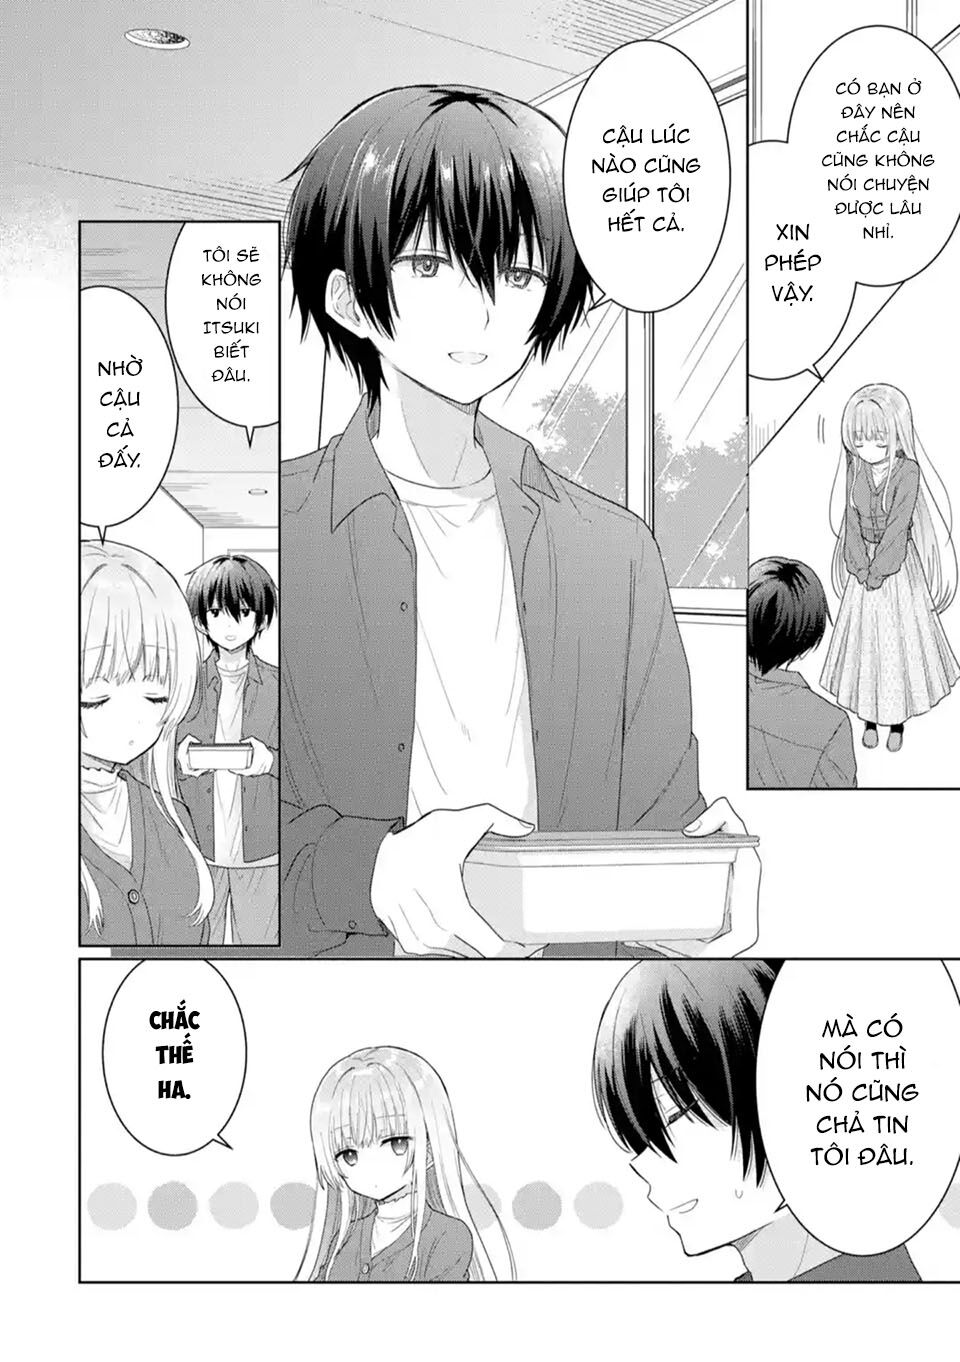 CÓ BẠN Ở
ĐÂY NÊN
CHẮC CẬU
CŨNG KHÔNG
NÓI CHUYỆN
ĐƯỢC LÂU
NHỈ.
XIN
PHÉP
VẬY.
CẬU LÚC
NÀO CŨNG
GIÚP TÔI
HẾT CẢ.
TÔI SẼ
KHÔNG
NÓI
ITSUKI
BIẾT
ĐÂU.
NHỜ
CẬU
CẢ
ĐẤY.
MÀ CÓ
NÓI THÌ
NÓ CŨNG
CHẢ TIN
TÔI ĐÂU.
CHẮC
THẾ
HA.